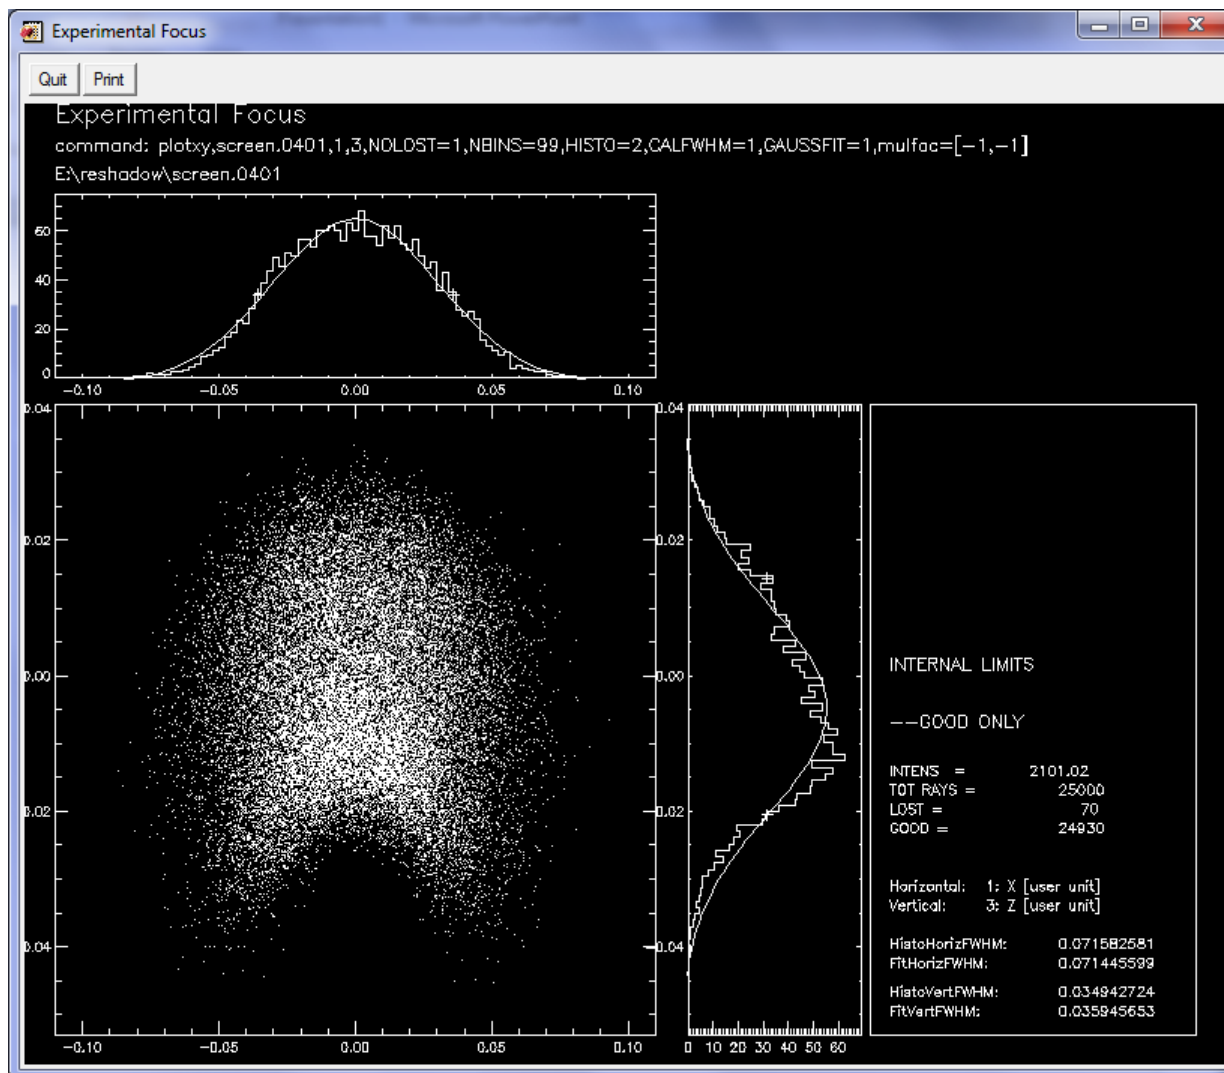 Experimental Focus
Quit Print
Experimental Focus
command: plotxy,screen.0401,1,3,NOLOST=1,NBINS=99,HISTO=2,CALFWHM=1,GAUSSFIT=1,mulfac=[-1,-1]
E:\reshadow\screen.0401
60
40
20
0
-0.10 -0.05 0.00 0.05 0.10
0.04 0.04
0.02 0.02
0.00 0.00
0.02 0.02
0.04 0.04
-0.10 -0.05 0.00 0.05 0.10
0 10 20 30 40 50 60
INTERNAL LIMITS
--GOOD ONLY
INTENS = 2101.02
TOT RAYS = 25000
LOST = 70
GOOD = 24930
Horizontal: 1: X [user unit]
Vertical: 3: Z [user unit]
HistoHorizFWHM: 0.071582581
FitHorizFWHM: 0.071445599
HistoVertFWHM: 0.034942724
FitVertFWHM: 0.035945653